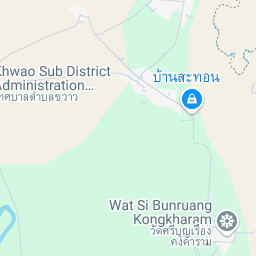 Khwao Sub District
Administration...
เทศบาลตำบลขวาว
บ้านสะทอน
Wat Si Bunruang
Kongkharam
วัดศรีบุญเรือง
คงคาราม